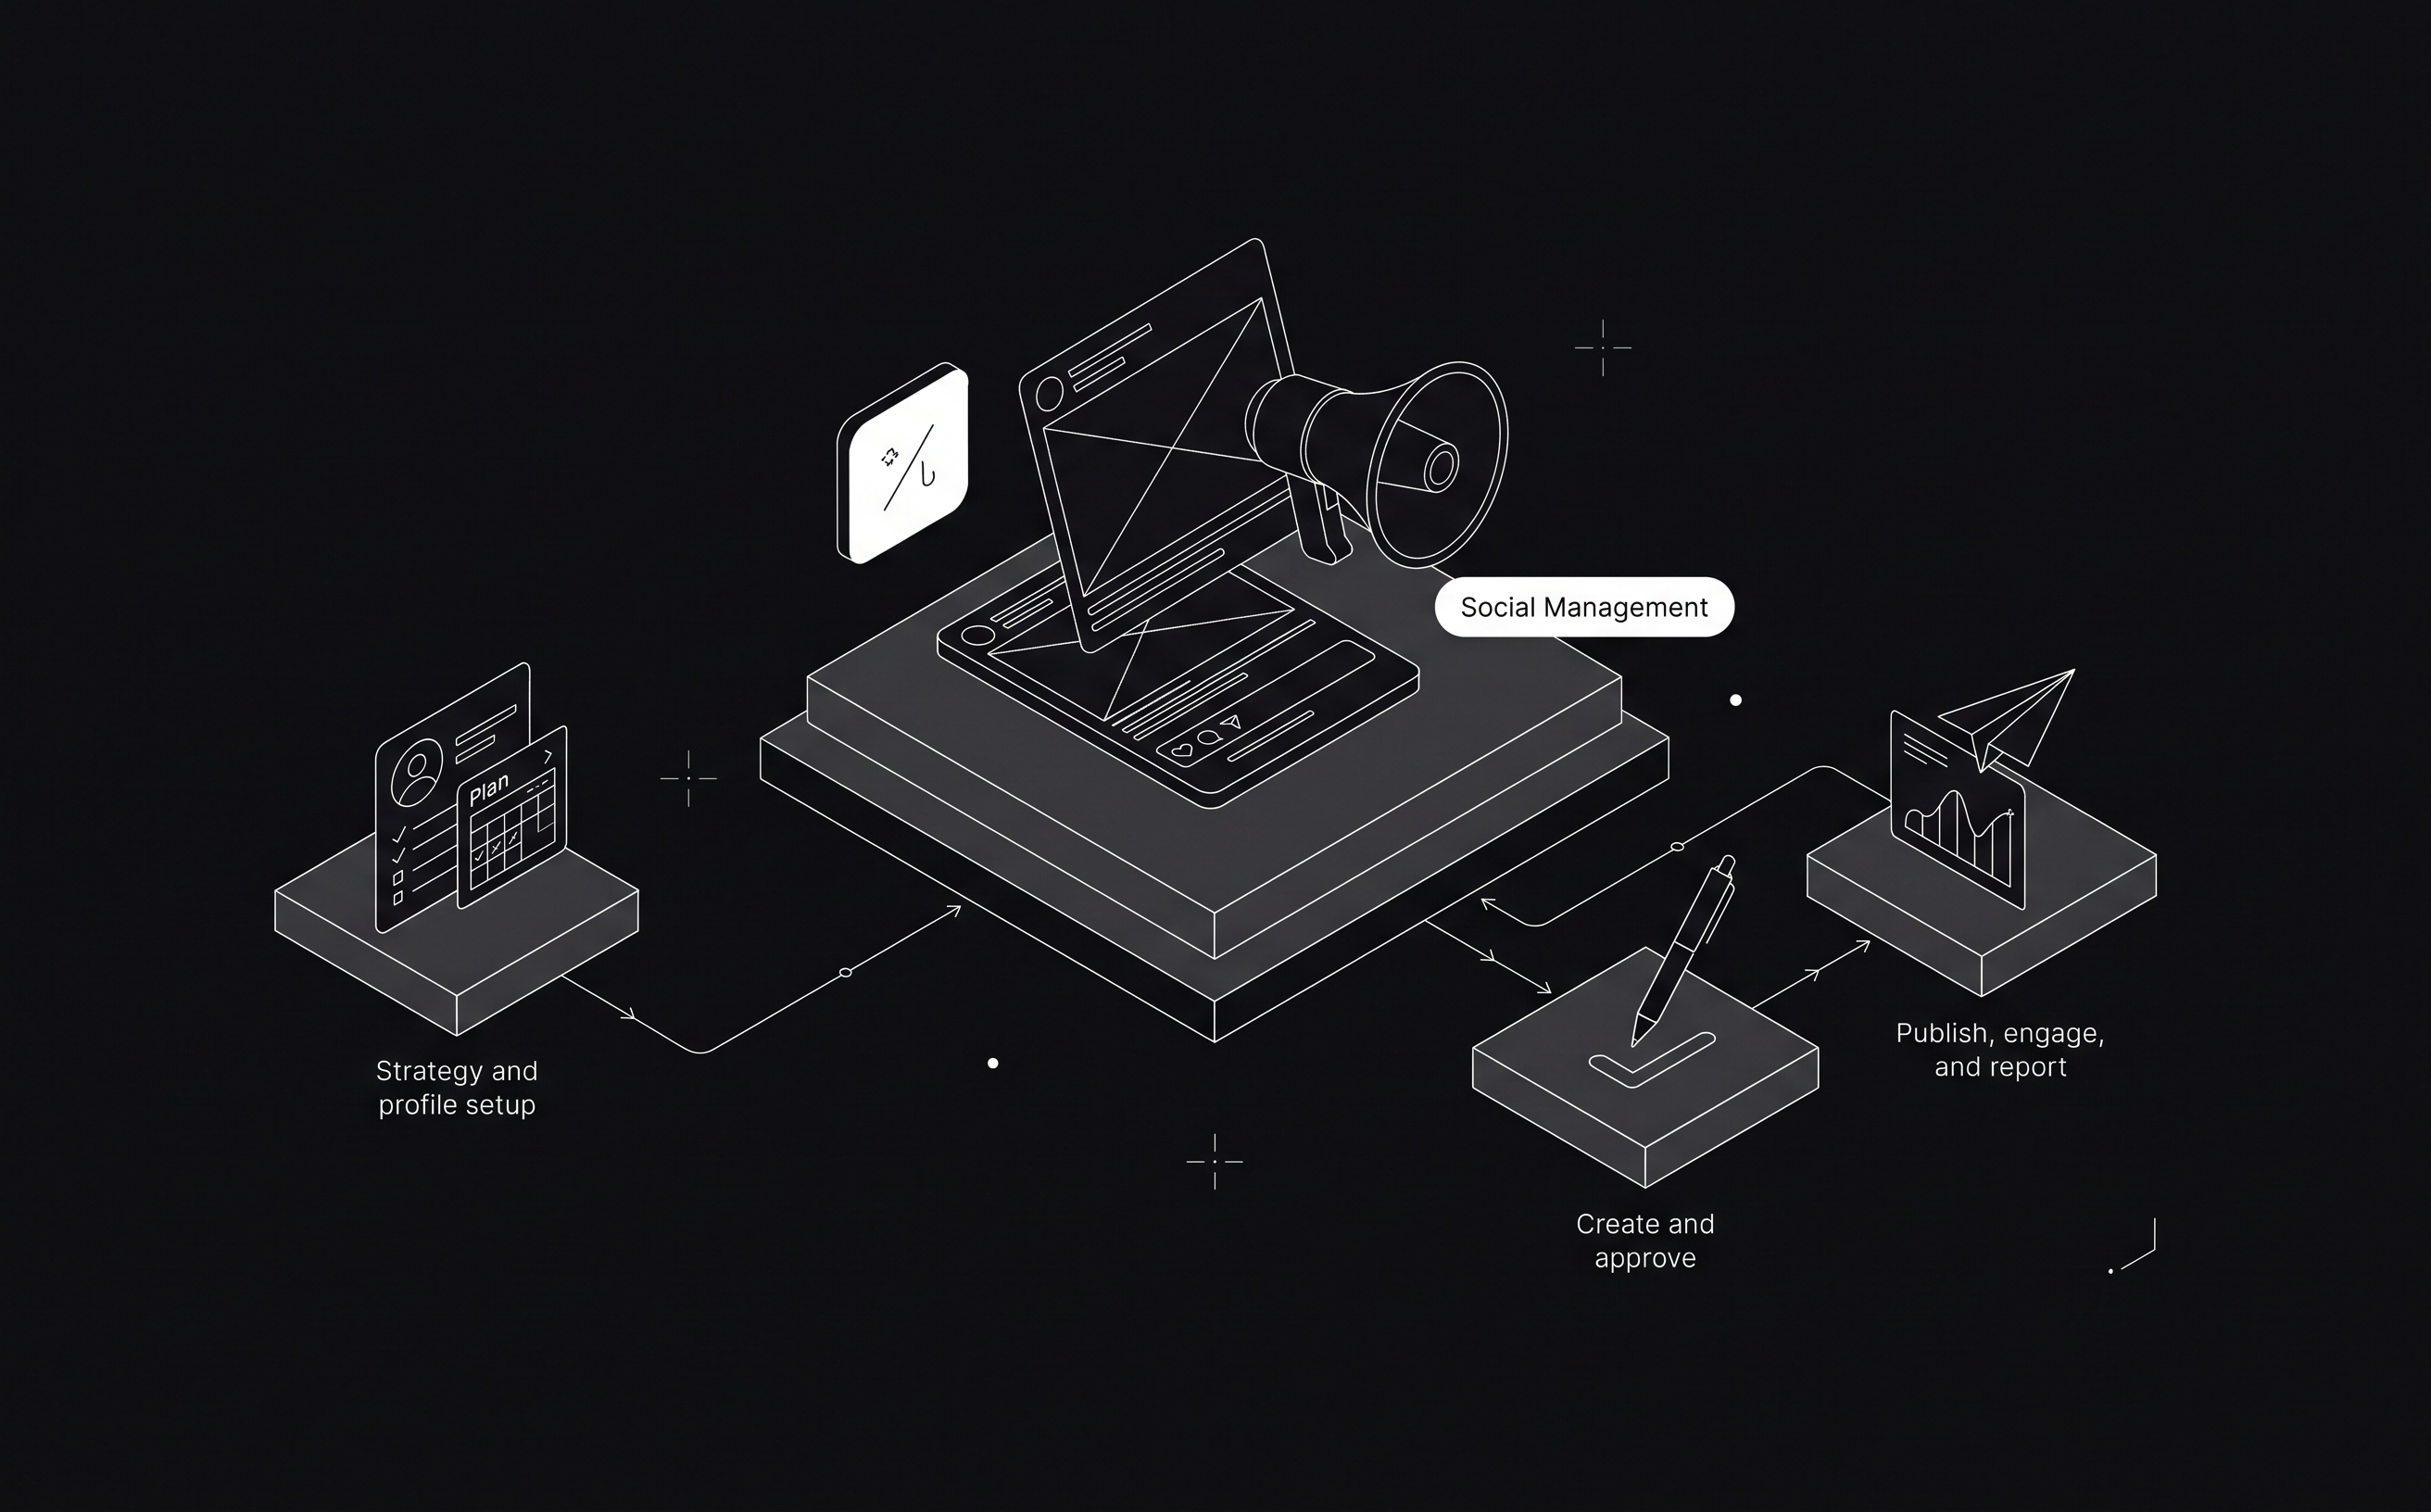 Social Management
Plan
Strategy and
profile setup
Publish, engage,
and report
Create and
approve